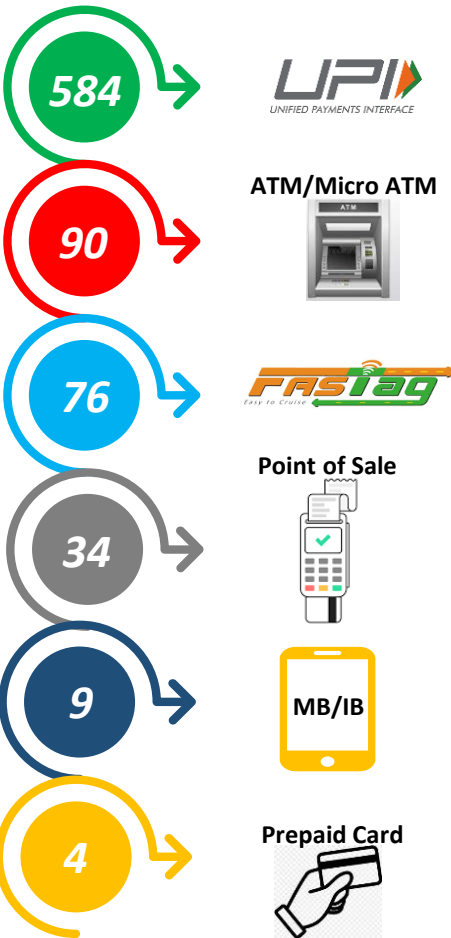 584
UPI
UNIFIED PAYMENTS INTERFACE
ATM/Micro ATM
ATM
90
76
FASTag
Easy to Cruise
Point of Sale
34
9
MB/IB
Prepaid Card
4